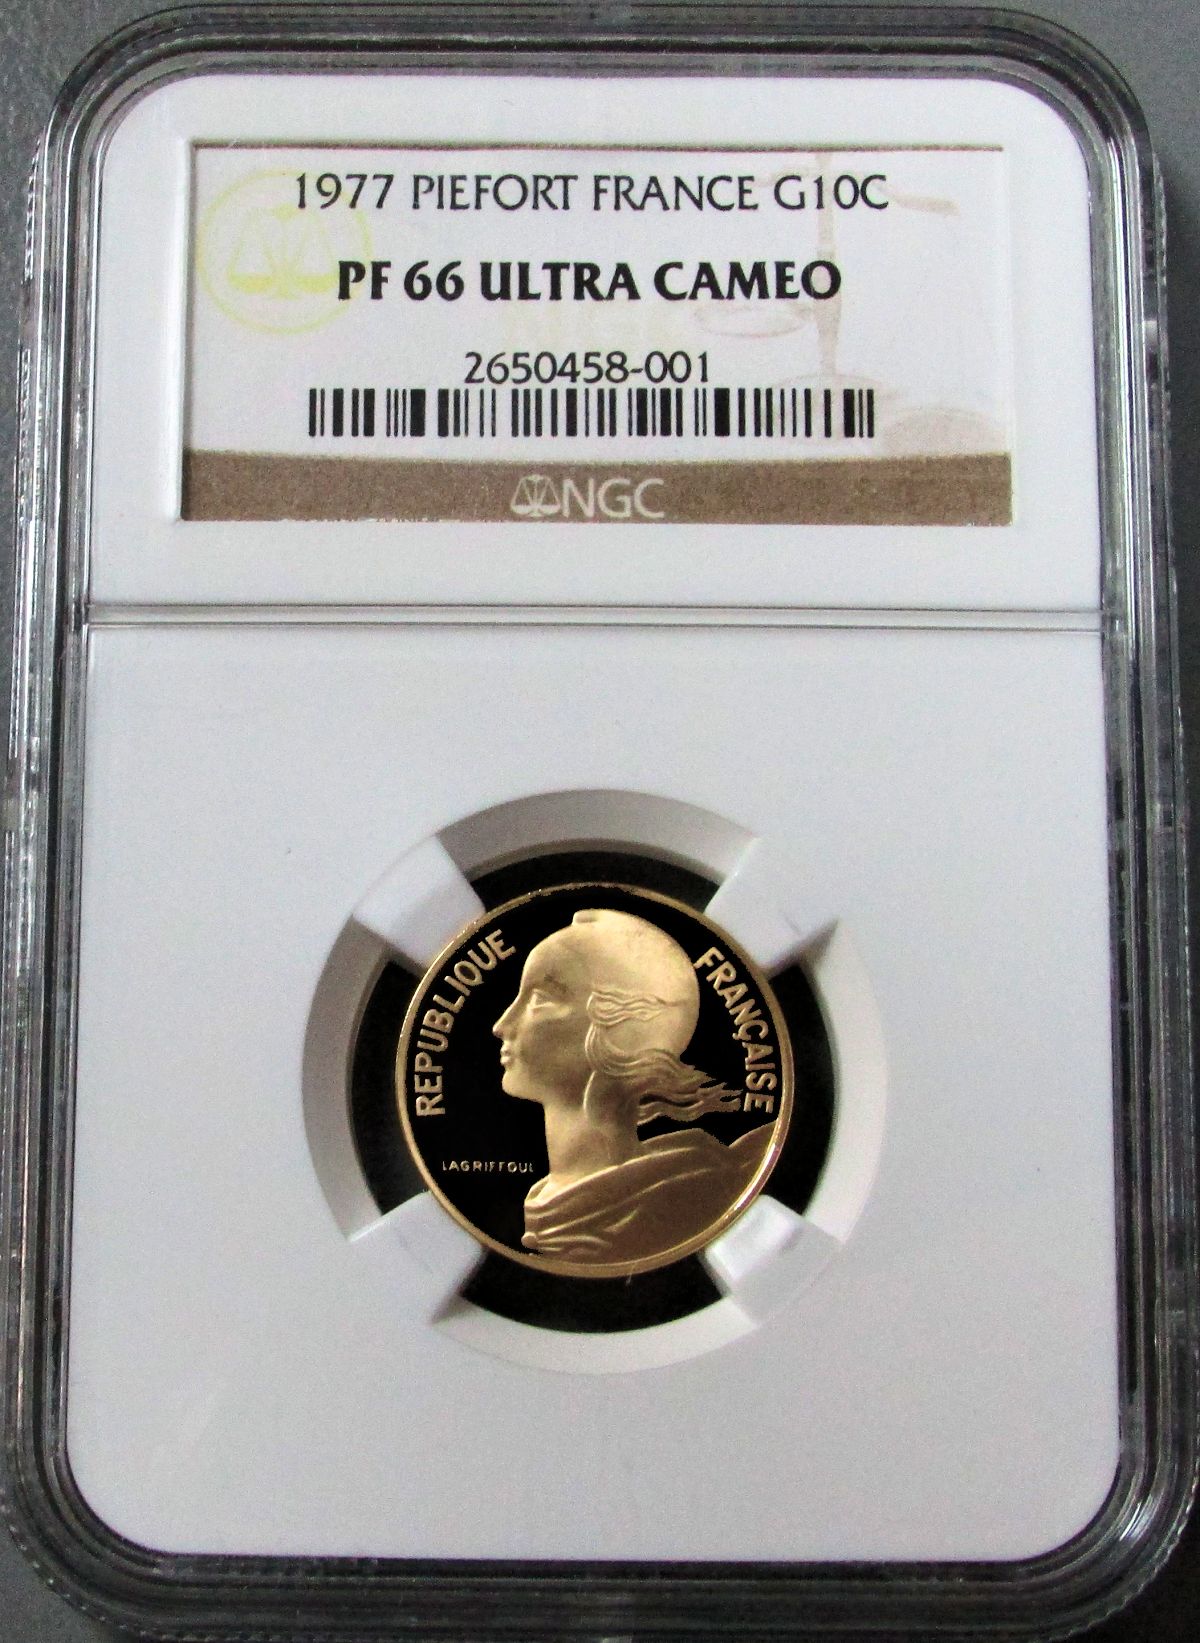 1977 PIEFORT FRANCE G10C
PF 66 ULTRA CAMEO
2650458-001
NGC
REPUBLIQUE
FRANÇAISE
LAGRIFFOUL